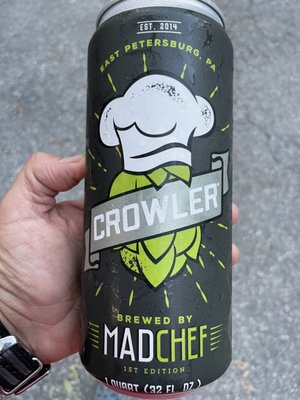 EST. 2014
EAST PETERSBURG, PA
CROWLER
BREWED BY
MADCHEF
1ST EDITION
1 QUART (32 FL. OZ.)